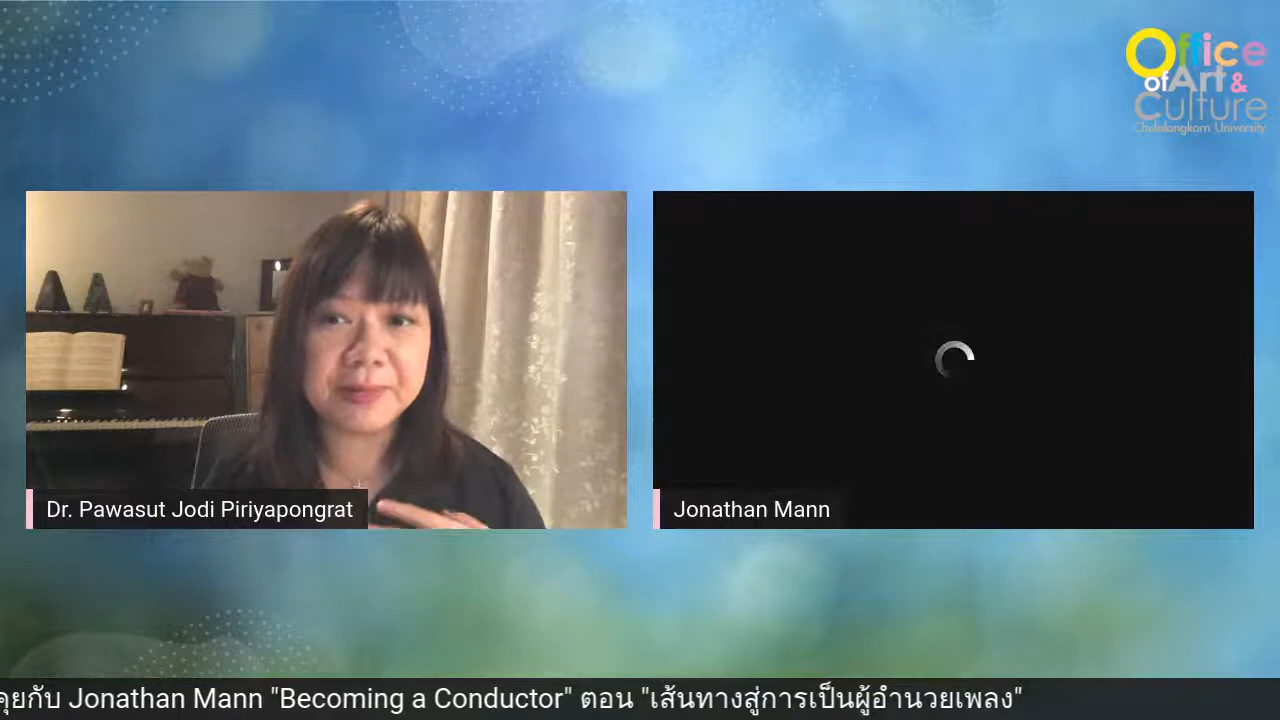 Office
of Art &
Culture
Chulalongkorn University
Dr. Pawasut Jodi Piriyapongrat
Jonathan Mann
คุยกับ Jonathan Mann "Becoming a Conductor" ตอน "เส้นทางสู่การเป็นผู้อำนวยเพลง"